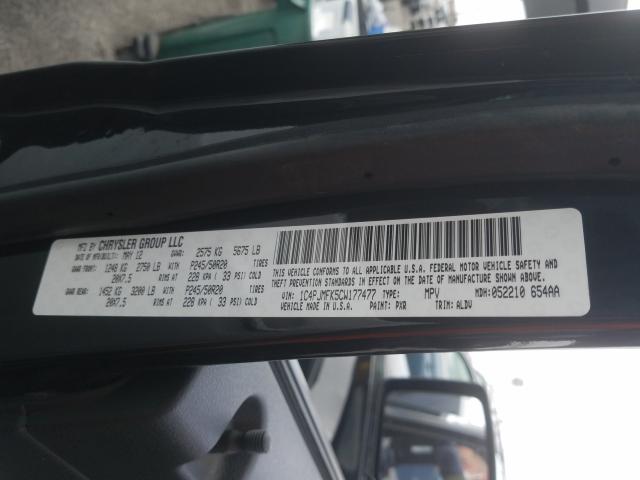 MFD BY CHRYSLER GROUP LLC
DATE OF MFR/BUILT: MAY 12 GVWR: 2575 KG 5675 LB
GAWR FRONT: 1248 KG 2750 LB WITH P245/50R20 TIRES
20X7.5 RIMS AT 228 KPA ( 33 PSI) COLD
GAWR REAR: 1452 KG 3200 LB WITH P245/50R20 TIRES
20X7.5 RIMS AT 228 KPA ( 33 PSI) COLD
THIS VEHICLE CONFORMS TO ALL APPLICABLE U.S.A. FEDERAL MOTOR VEHICLE SAFETY AND
THEFT PREVENTION STANDARDS IN EFFECT ON THE DATE OF MANUFACTURE SHOWN ABOVE.
VIN: 1C4PJMFK5CW177477 TYPE: MPV MDH: 052210 654AA
VEHICLE MADE IN U.S.A. PAINT: PXR TRIM: ALDV